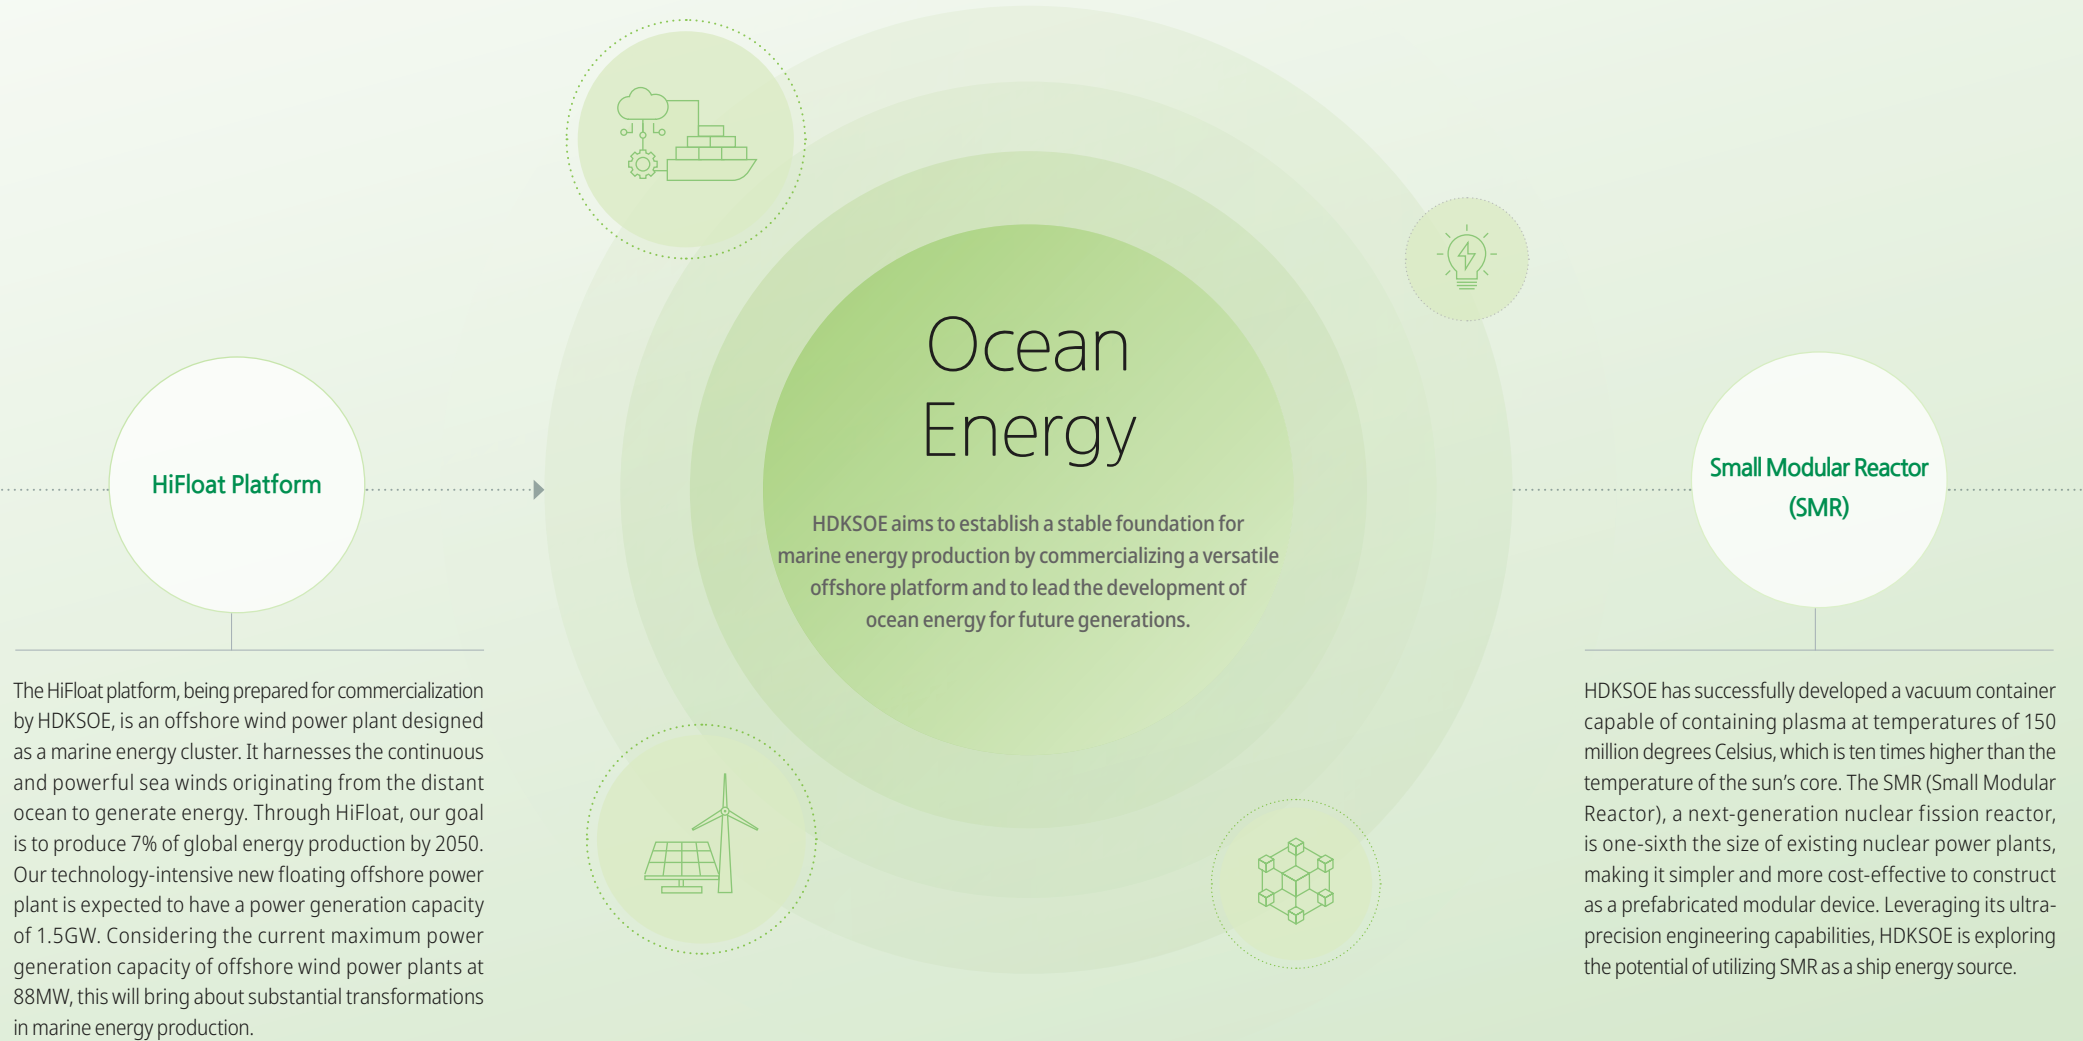 HiFloat Platform
The HiFloat platform, being prepared for commercialization
by HDKSOE, is an offshore wind power plant designed
as a marine energy cluster. It harnesses the continuous
and powerful sea winds originating from the distant
ocean to generate energy. Through HiFloat, our goal
is to produce 7% of global energy production by 2050.
Our technology-intensive new floating offshore power
plant is expected to have a power generation capacity
of 1.5GW. Considering the current maximum power
generation capacity of offshore wind power plants at
88MW, this will bring about substantial transformations
in marine energy production.
Ocean
Energy
HDKSOE aims to establish a stable foundation for
marine energy production by commercializing a versatile
offshore platform and to lead the development of
ocean energy for future generations.
Small Modular Reactor
(SMR)
HDKSOE has successfully developed a vacuum container
capable of containing plasma at temperatures of 150
million degrees Celsius, which is ten times higher than the
temperature of the sun’s core. The SMR (Small Modular
Reactor), a next-generation nuclear fission reactor,
is one-sixth the size of existing nuclear power plants,
making it simpler and more cost-effective to construct
as a prefabricated modular device. Leveraging its ultra-
precision engineering capabilities, HDKSOE is exploring
the potential of utilizing SMR as a ship energy source.